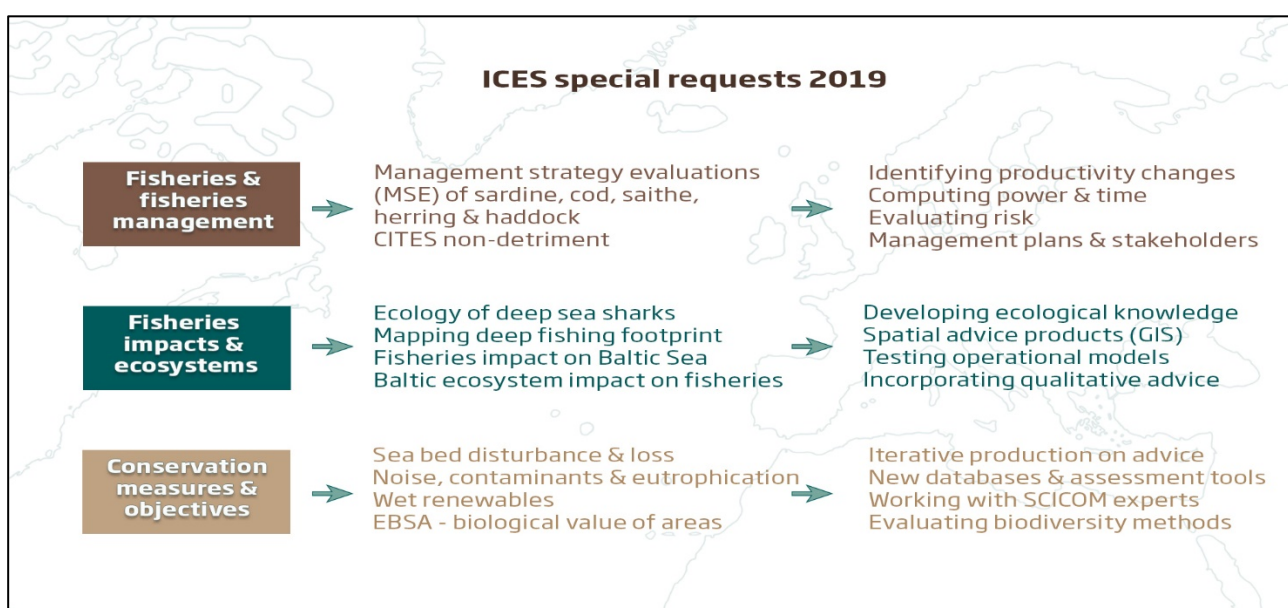 ICES special requests 2019
Fisheries &
fisheries
management
Management strategy evaluations
(MSE) of sardine, cod, saithe,
herring & haddock
CITES non-detriment
Identifying productivity changes
Computing power & time
Evaluating risk
Management plans & stakeholders
Fisheries
impacts &
ecosystems
Ecology of deep sea sharks
Mapping deep fishing footprint
Fisheries impact on Baltic Sea
Baltic ecosystem impact on fisheries
Developing ecological knowledge
Spatial advice products (GIS)
Testing operational models
Incorporating qualitative advice
Conservation
measures &
objectives
Sea bed disturbance & loss
Noise, contaminants & eutrophication
Wet renewables
EBSA - biological value of areas
Iterative production on advice
New databases & assessment tools
Working with SCICOM experts
Evaluating biodiversity methods